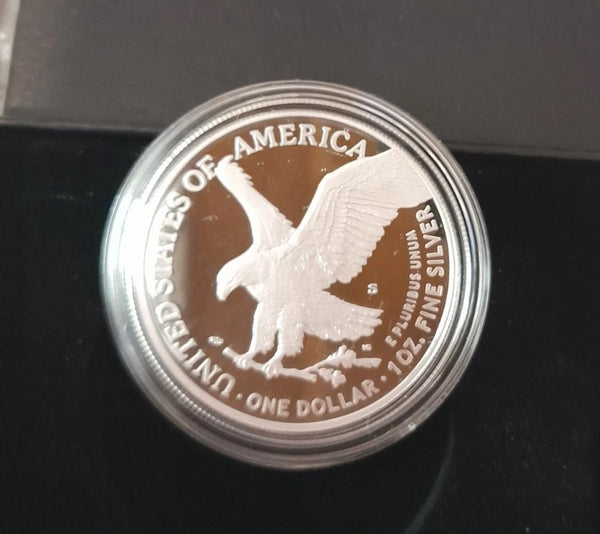 UNITED STATES OF AMERICA
S
E PLURIBUS UNUM
1 OZ. FINE SILVER
· ONE DOLLAR ·